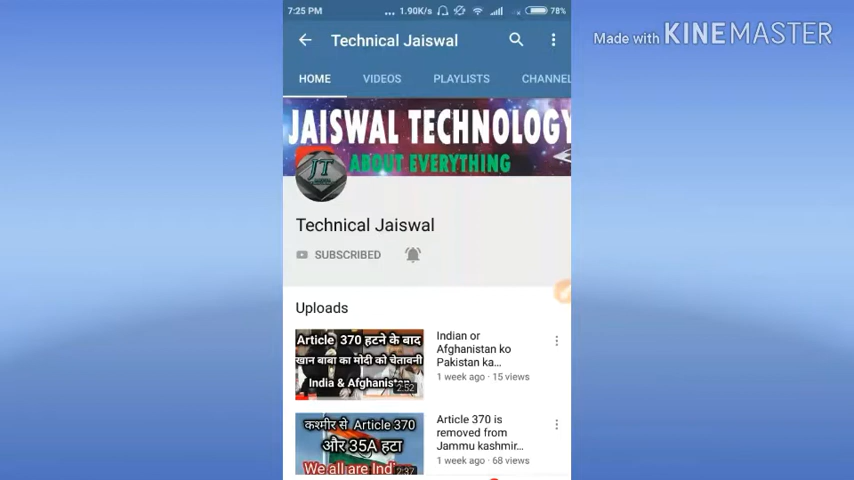 7:25 PM
... 1.90K/s
78%
Made with KINEMASTER
Technical Jaiswal
HOME
VIDEOS
PLAYLISTS
CHANNEL
JAISWAL TECHNOLOGY
ABOUT EVERYTHING
JT
Technical Jaiswal
SUBSCRIBED
Uploads
Article 370 हटने के बाद
खान बाबा का मोदी को चेतावनी
India & Afghanistan
2:52
Indian or
Afghanistan ko
Pakistan ka...
1 week ago · 15 views
कश्मीर से Article 370
और 35A हटा
We all are Indi
2:37
Article 370 is
removed from
Jammu kashmir...
1 week ago · 68 views